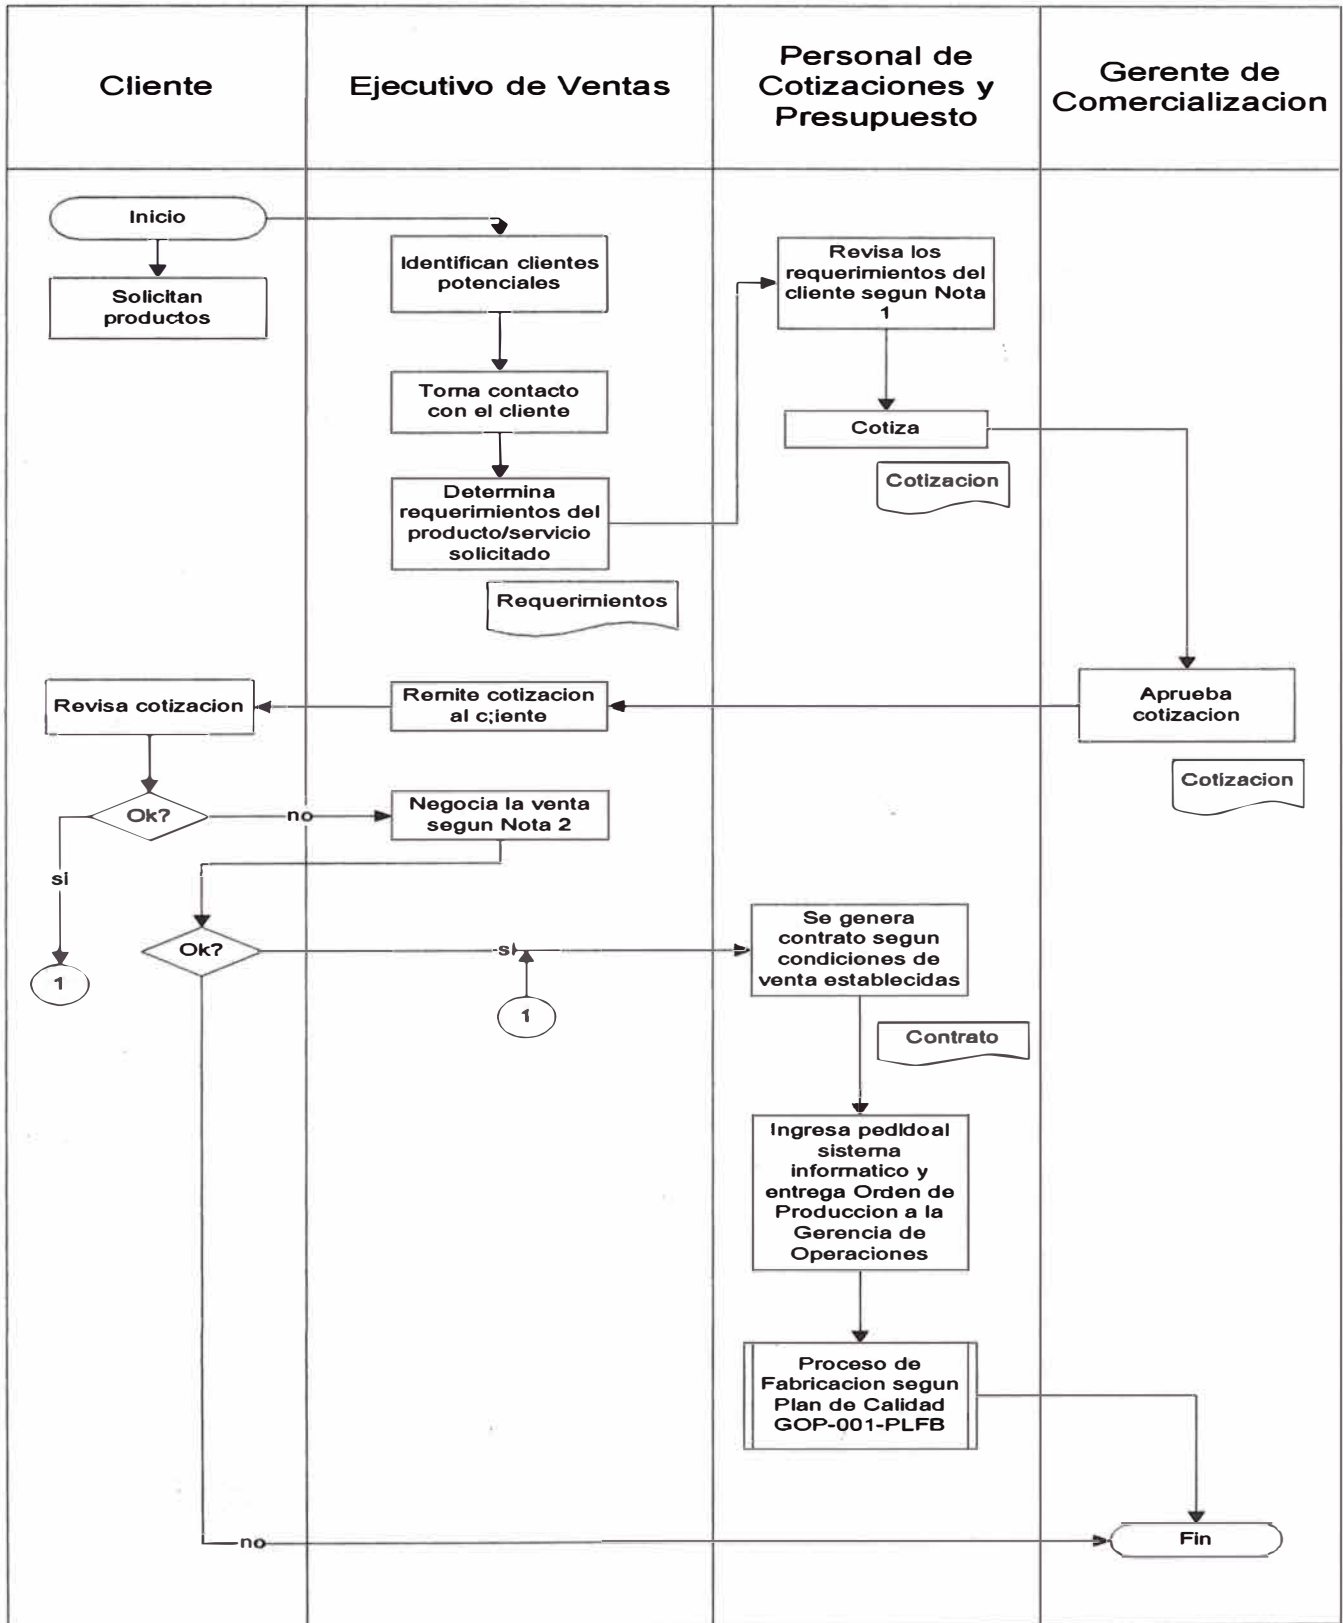 Cliente
Ejecutivo de Ventas
Personal de
Cotizaciones y
Presupuesto
Gerente de
Comercializacion
Inicio
Solicitan
productos
Identifican clientes
potenciales
Toma contacto
con el cliente
Determina
requerimientos del
producto/servicio
solicitado
Requerimientos
Revisa los
requerimientos del
cliente segun Nota
1
Cotiza
Cotizacion
Aprueba
cotizacion
Cotizacion
Remite cotizacion
al c;iente
Revisa cotizacion
Ok?
no
si
1
Negocia la venta
segun Nota 2
Ok?
si
1
no
Se genera
contrato segun
condiciones de
venta establecidas
Contrato
Ingresa pedidoal
sistema
informatico y
entrega Orden de
Produccion a la
Gerencia de
Operaciones
Proceso de
Fabricacion segun
Plan de Calidad
GOP-001-PLFB
Fin